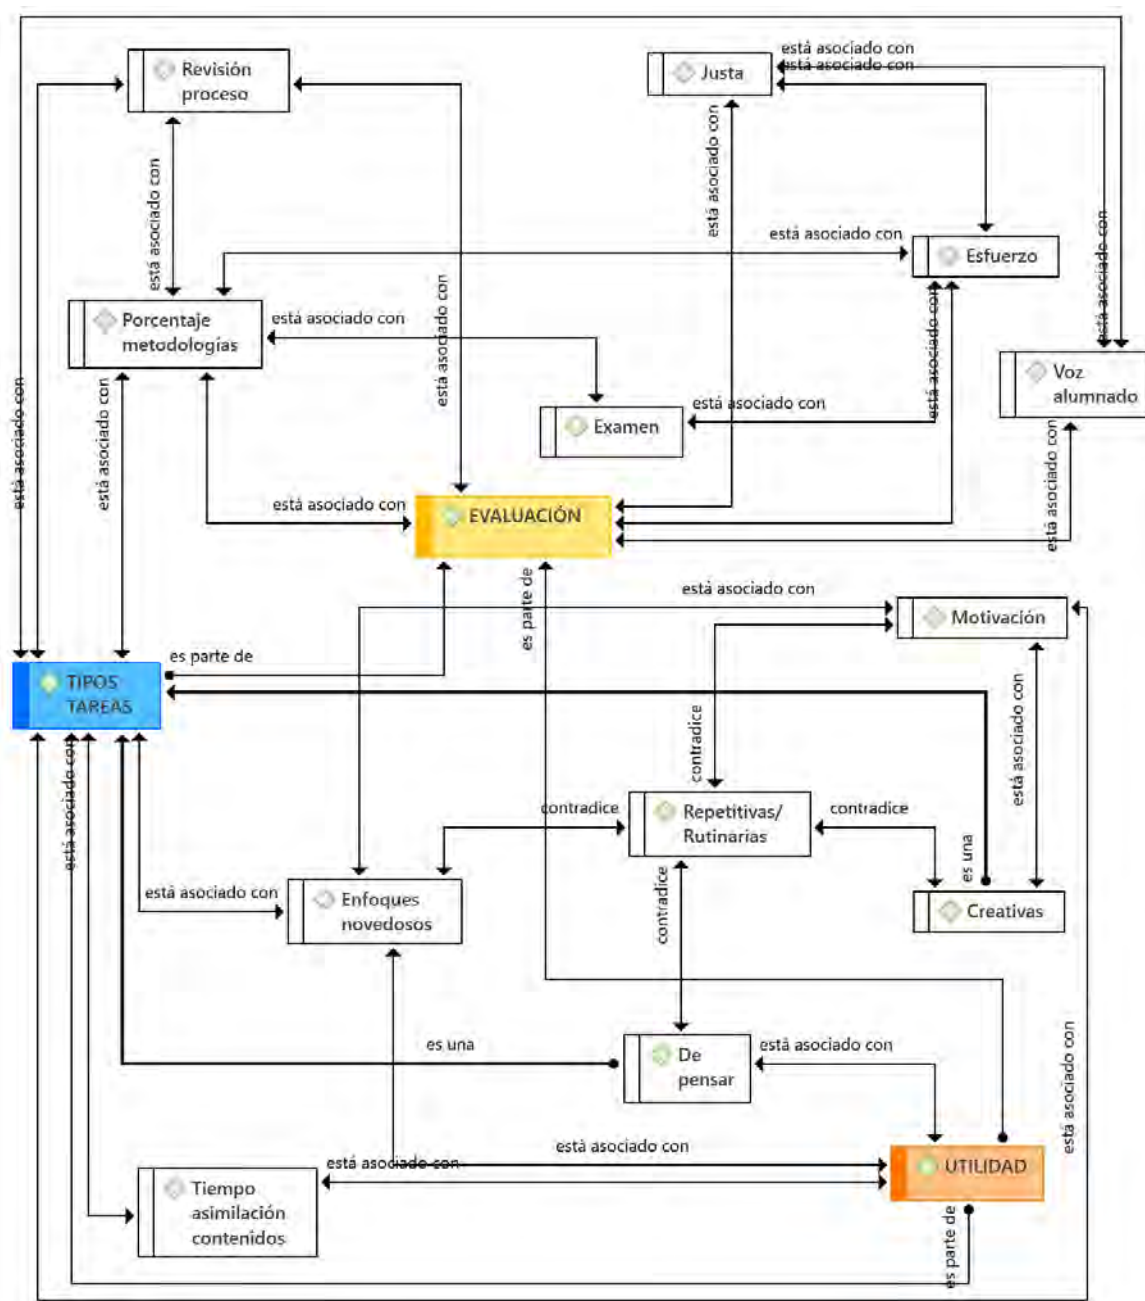 está asociado con
está asociado con
Revisión
proceso
Justa
está asociado con
está asociado con
está asociado con
Esfuerzo
está asociado con
está asociado con
está asociado con
Porcentaje
metodologías
está asociado con
está asociado con
Voz
alumnado
está asociado con
está asociado con
está asociado con
Examen
está asociado con
está asociado con
EVALUACIÓN
es parte de
está asociado con
Motivación
es parte de
TIPOS
TAREAS
está asociado con
contradice
está asociado con
contradice
Repetitivas/
Rutinarias
contradice
es una
está asociado con
Enfoques
novedosos
contradice
Creativas
es una
De
pensar
está asociado con
está asociado con
está asociado con
está asociado con
UTILIDAD
Tiempo
asimilación
contenidos
es parte de